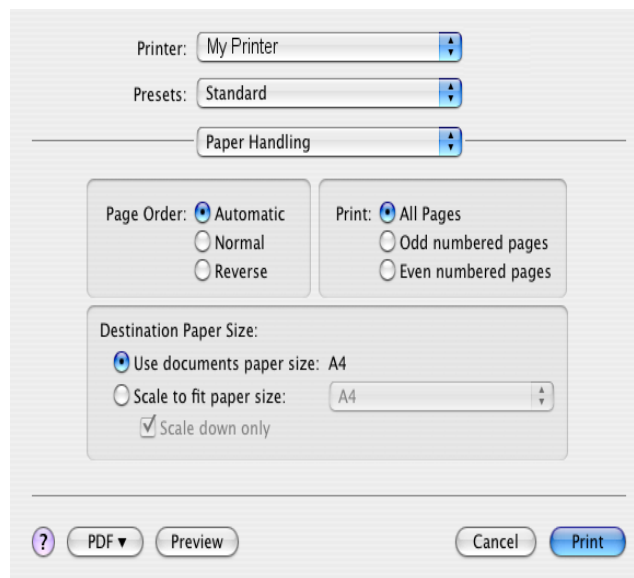 Printer: My Printer
Presets: Standard
Paper Handling
Page Order: Automatic
Normal
Reverse
Print: All Pages
Odd numbered pages
Even numbered pages
Destination Paper Size:
Use documents paper size: A4
Scale to fit paper size: A4
Scale down only
? PDF ▼ Preview Cancel Print